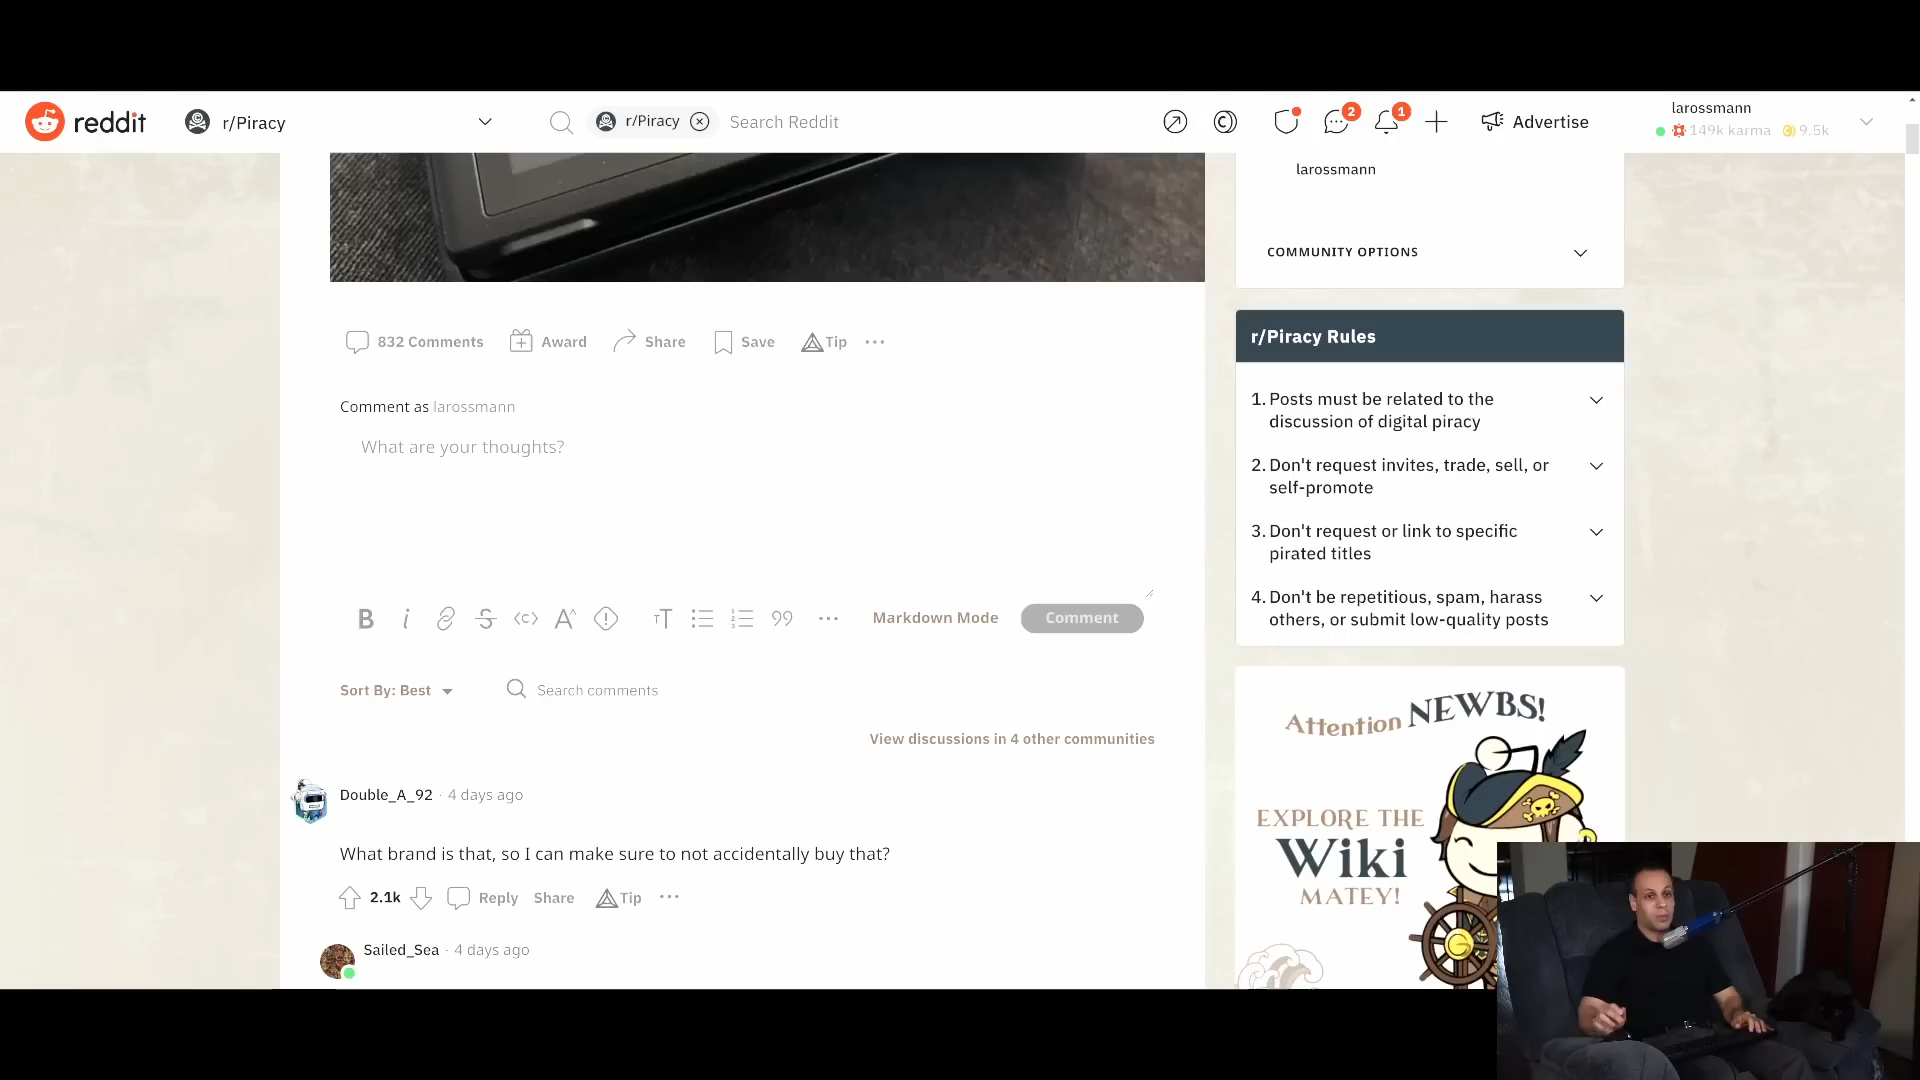 reddit
r/Piracy
r/Piracy
Search Reddit
2
1
Advertise
larossmann
149k karma
9.5k
larossmann
COMMUNITY OPTIONS
832 Comments
Award
Share
Save
Tip
Comment as larossmann
What are your thoughts?
Markdown Mode
Comment
Sort By: Best
Search comments
View discussions in 4 other communities
Double_A_92 · 4 days ago
What brand is that, so I can make sure to not accidentally buy that?
2.1k
Reply
Share
Tip
Sailed_Sea · 4 days ago
r/Piracy Rules
1. Posts must be related to the
discussion of digital piracy
2. Don't request invites, trade, sell, or
self-promote
3. Don't request or link to specific
pirated titles
4. Don't be repetitious, spam, harass
others, or submit low-quality posts
Attention NEWBS!
EXPLORE THE
Wiki
MATEY!